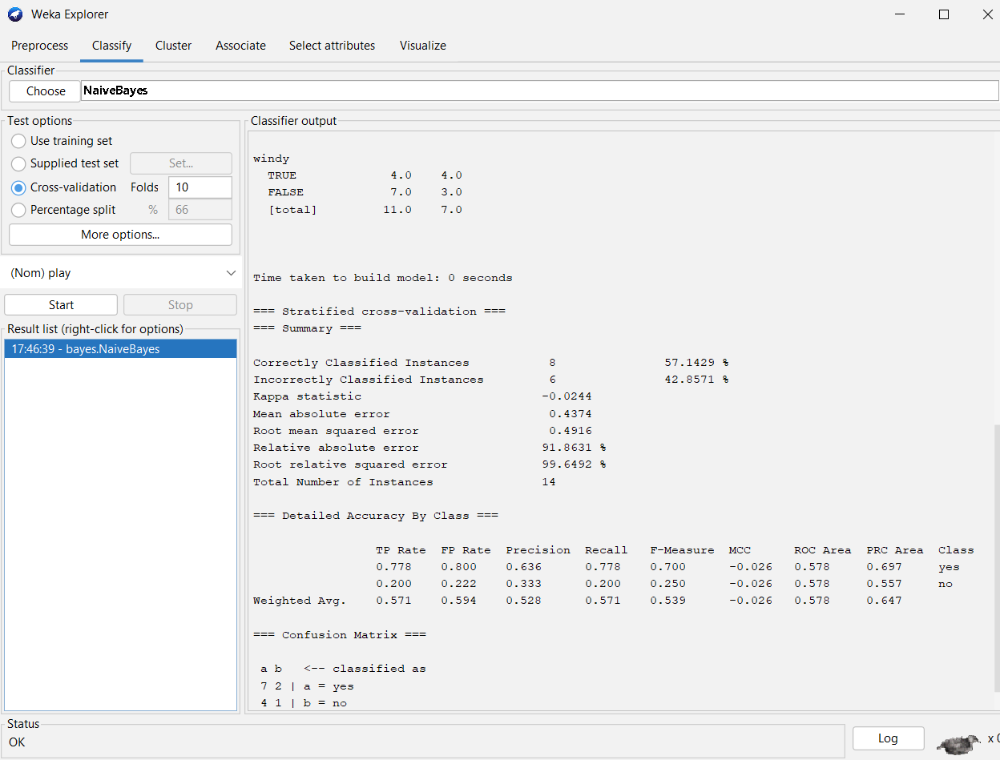 Weka Explorer
Preprocess Classify Cluster Associate Select attributes Visualize
Classifier
Choose NaiveBayes
Test options
Use training set
Supplied test set Set...
Cross-validation Folds 10
Percentage split % 66
More options...
(Nom) play
Start Stop
Result list (right-click for options)
17:46:39 - bayes.NaiveBayes
Classifier output
windy
TRUE 4.0 4.0
FALSE 7.0 3.0
[total] 11.0 7.0
Time taken to build model: 0 seconds
=== Stratified cross-validation ===
=== Summary ===
Correctly Classified Instances 8 57.1429 %
Incorrectly Classified Instances 6 42.8571 %
Kappa statistic -0.0244
Mean absolute error 0.4374
Root mean squared error 0.4916
Relative absolute error 91.8631 %
Root relative squared error 99.6492 %
Total Number of Instances 14
=== Detailed Accuracy By Class ===
TP Rate FP Rate Precision Recall F-Measure MCC ROC Area PRC Area Class
0.778 0.800 0.636 0.778 0.700 -0.026 0.578 0.697 yes
0.200 0.222 0.333 0.200 0.250 -0.026 0.578 0.557 no
Weighted Avg. 0.571 0.594 0.528 0.571 0.539 -0.026 0.578 0.647
=== Confusion Matrix ===
a b <-- classified as
7 2 | a = yes
4 1 | b = no
Status
OK
Log
x